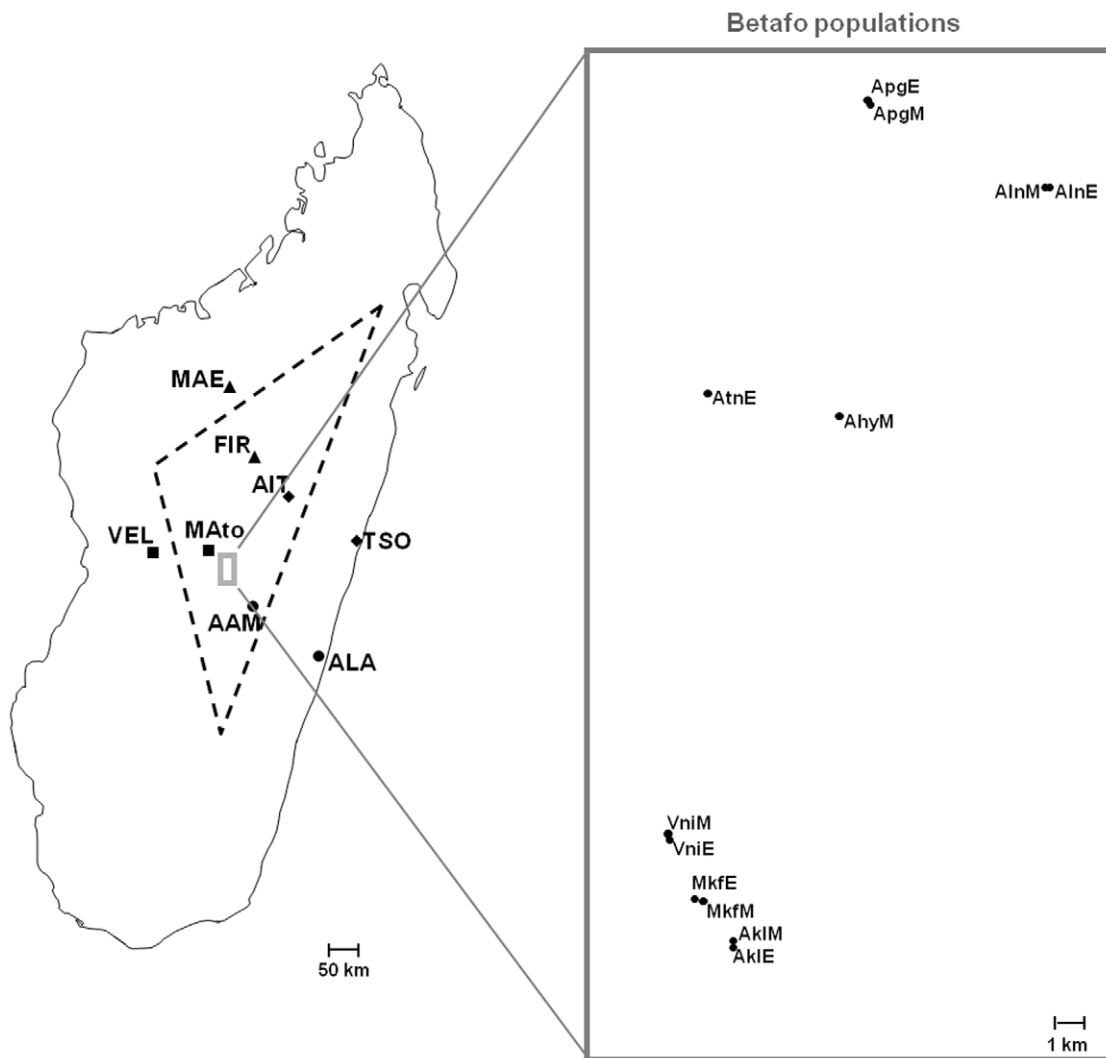 Betafo populations
ApgE
ApgM
AlnM AlnE
AtnE
AhyM
VniM
VniE
MkfE
MkfM
AklM
AklE
1 km
MAE
FIR
AIT
VEL
MAto
TSO
AAM
ALA
50 km